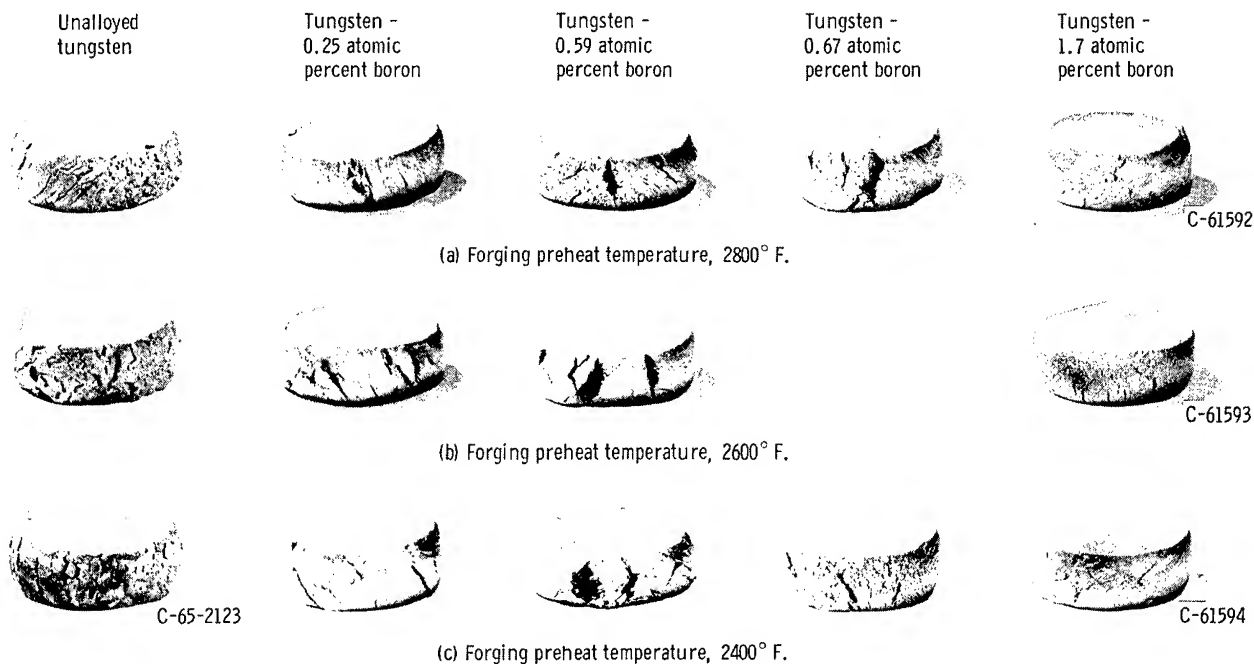 Unalloyed
tungsten
Tungsten -
0.25 atomic
percent boron
Tungsten -
0.59 atomic
percent boron
Tungsten -
0.67 atomic
percent boron
Tungsten -
1.7 atomic
percent boron
C-61592
(a) Forging preheat temperature, 2800° F.
C-61593
(b) Forging preheat temperature, 2600° F.
C-65-2123
C-61594
(c) Forging preheat temperature, 2400° F.